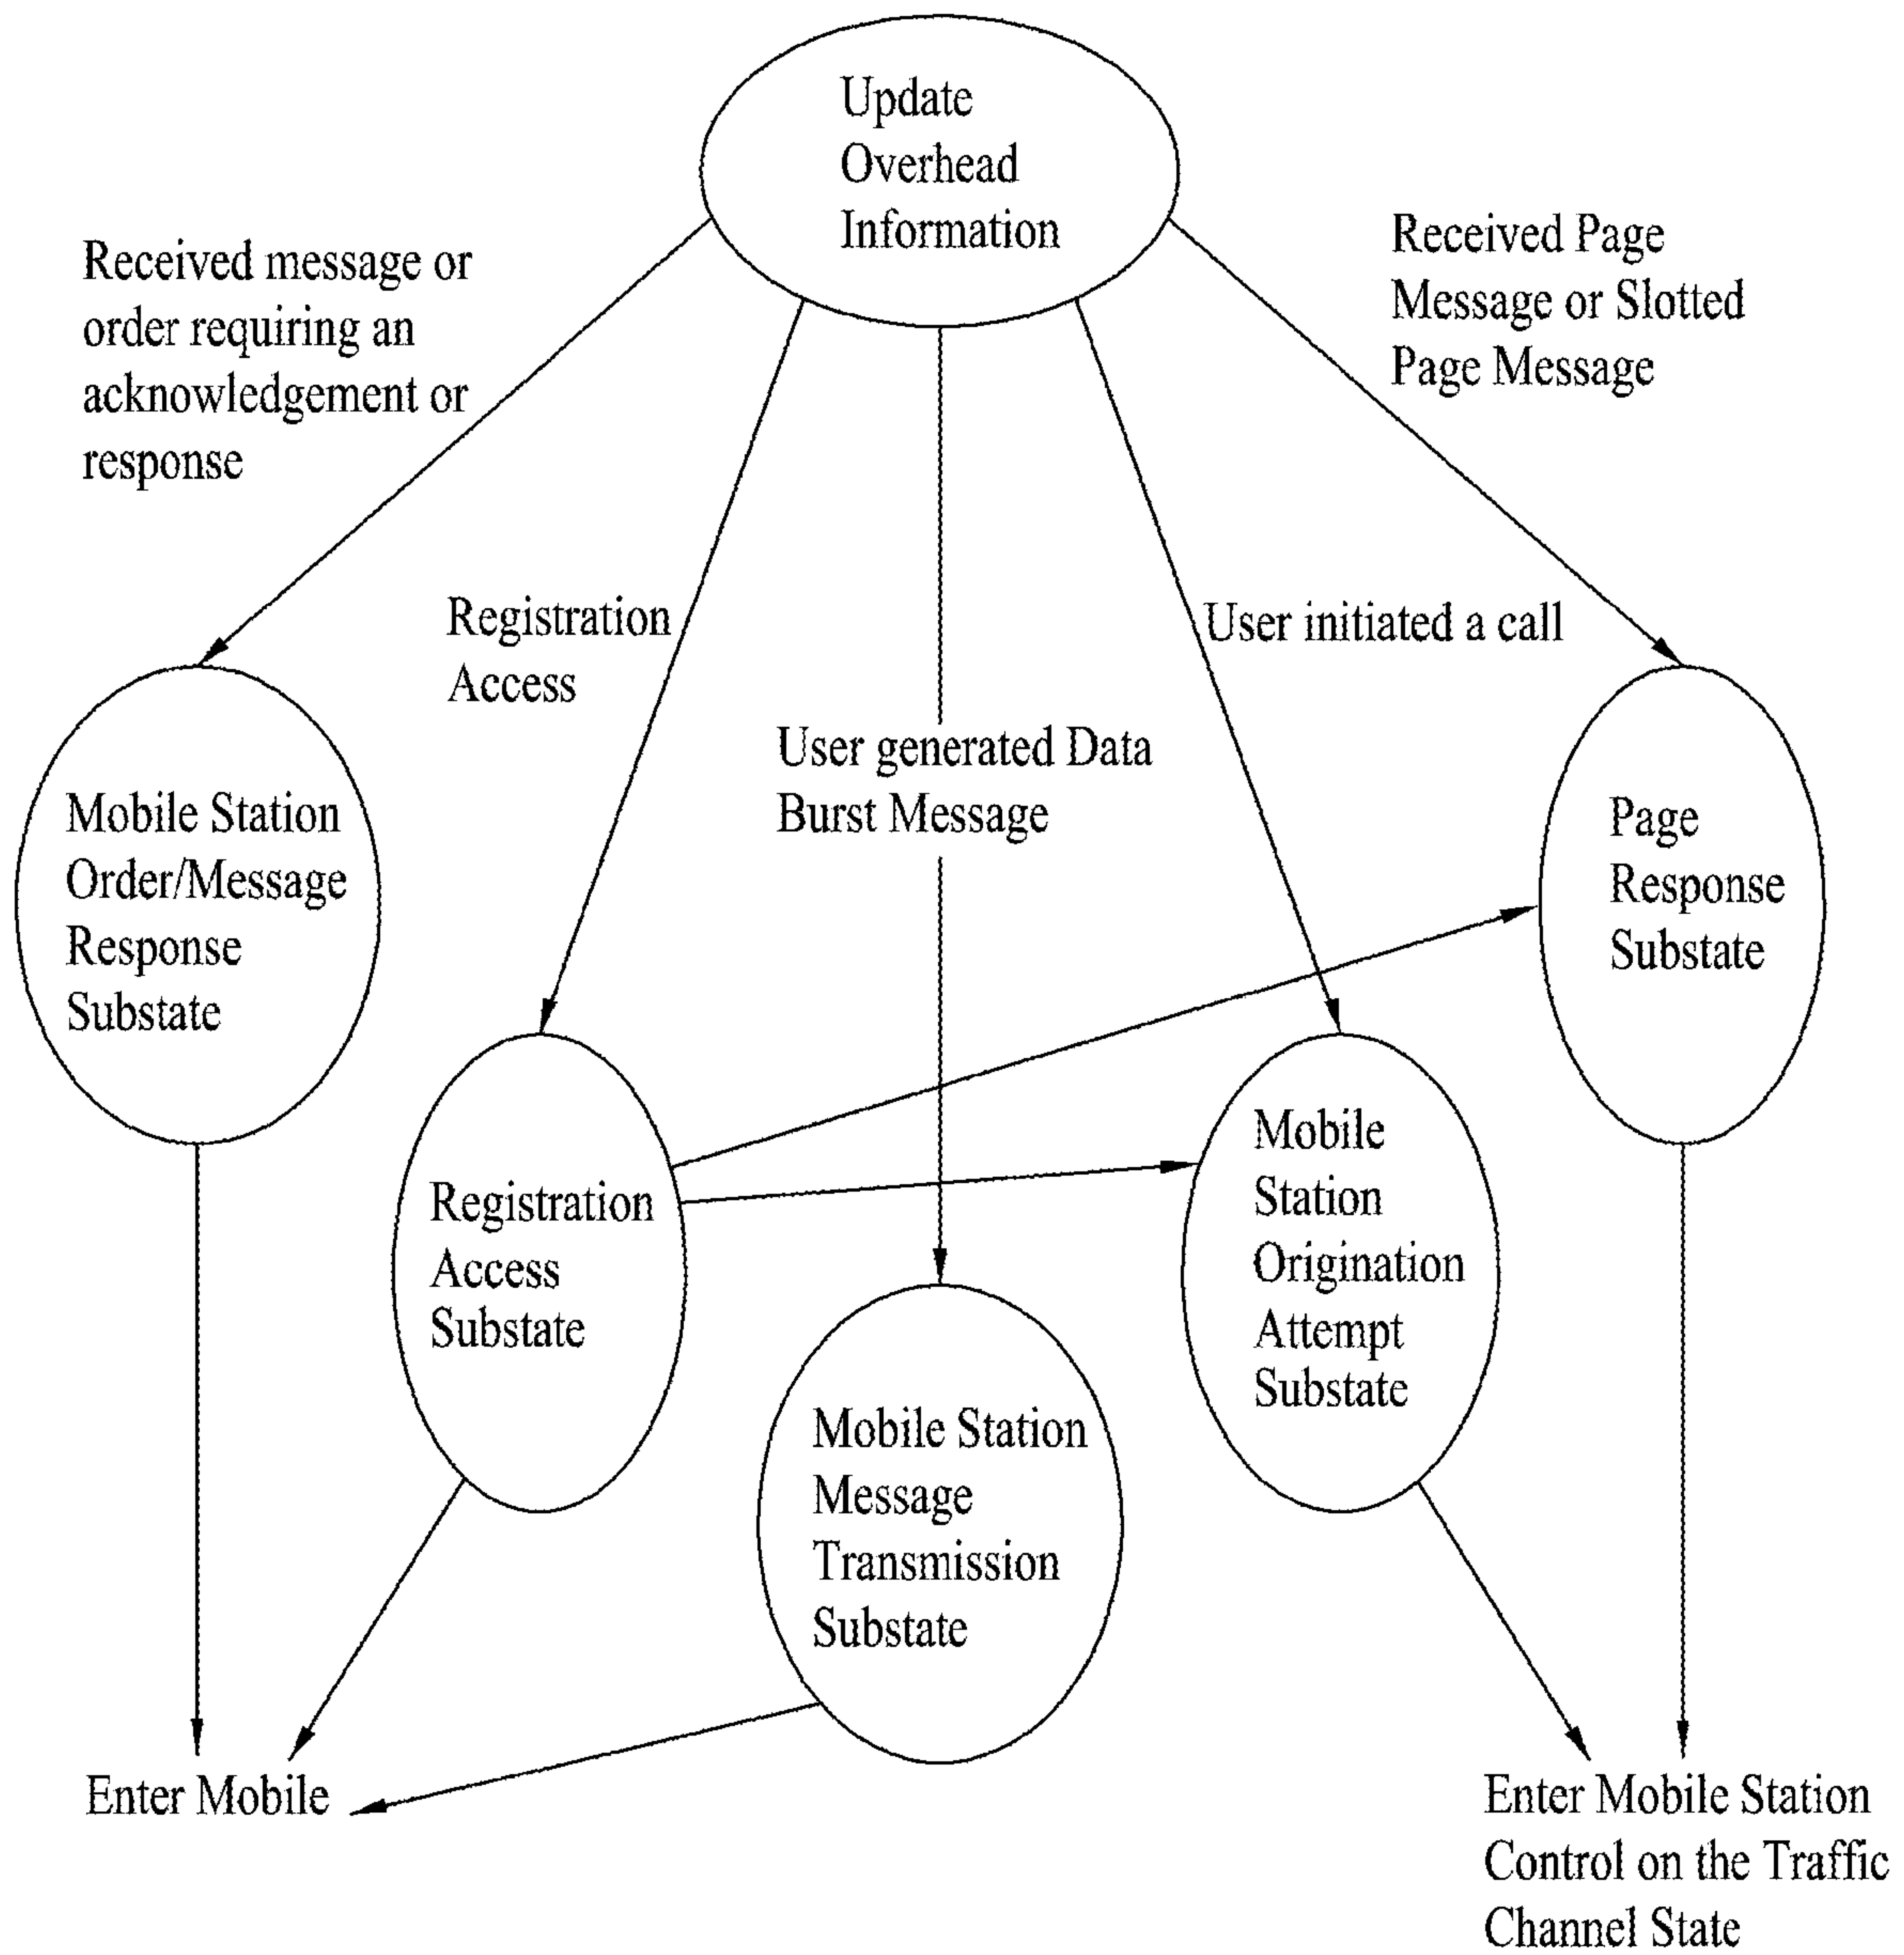 Update
Overhead
Information
Received message or
order requiring an
acknowledgement or
response
Received Page
Message or Slotted
Page Message
Registration
Access
User initiated a call
User generated Data
Burst Message
Mobile Station
Order/Message
Response
Substate
Page
Response
Substate
Registration
Access
Substate
Mobile
Station
Origination
Attempt
Substate
Mobile Station
Message
Transmission
Substate
Enter Mobile
Enter Mobile Station
Control on the Traffic
Channel State